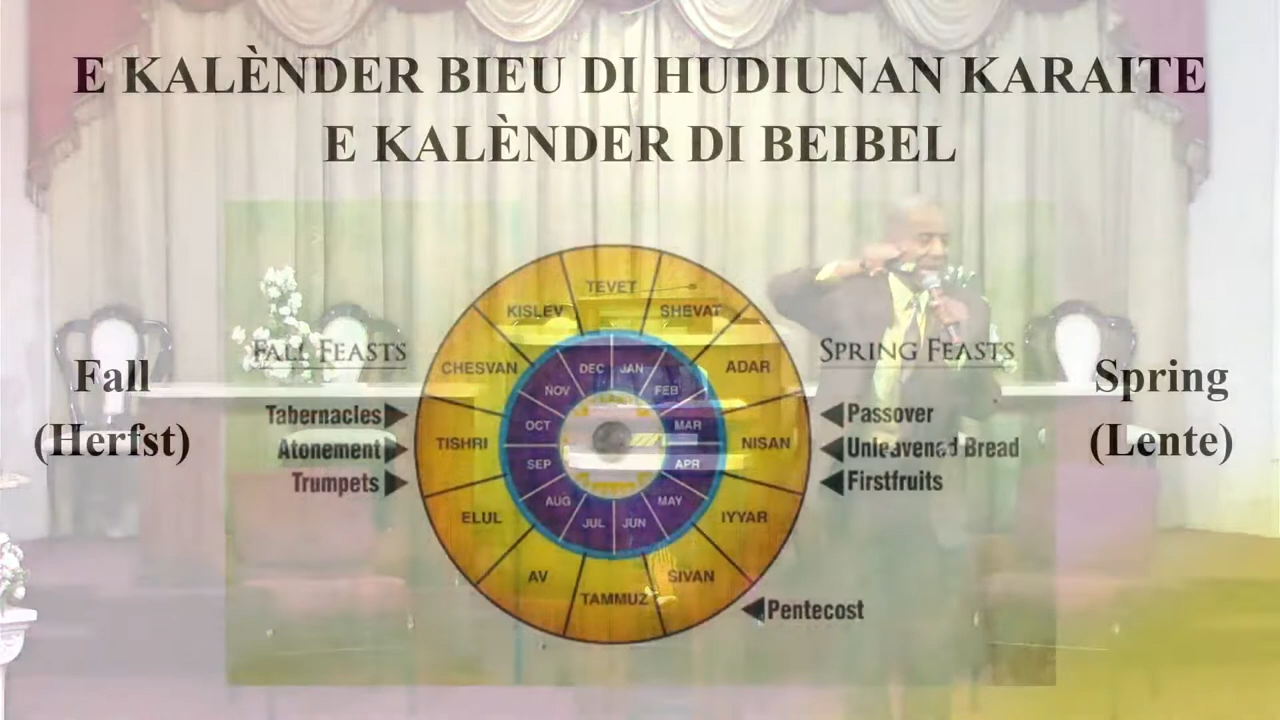 E KALÈNDER BIEU DI HUDIUNAN KARAITE
E KALÈNDER DI BEIBEL
Fall
(Herfst)
FALL FEASTS
Tabernacles
Atonement
Trumpets
TEVET
SHEVAT
ADAR
NISAN
IYYAR
SIVAN
TAMMUZ
AV
ELUL
TISHRI
CHESVAN
KISLEV
JAN
FEB
MAR
APR
MAY
JUN
JUL
AUG
SEP
OCT
NOV
DEC
SPRING FEASTS
Passover
Unleavened Bread
Firstfruits
Pentecost
Spring
(Lente)